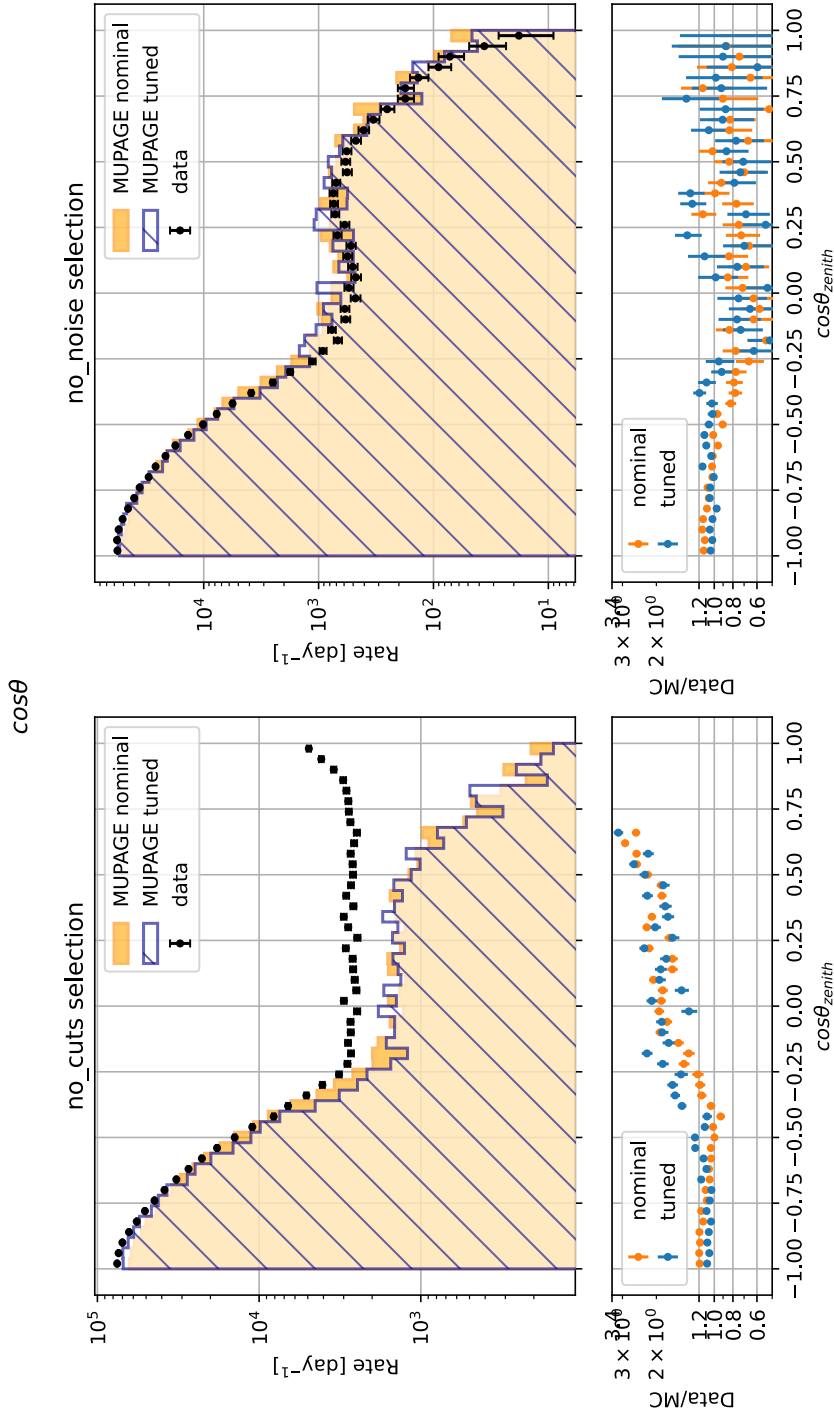 cosθ
no_cuts selection
MUPAGE nominal
MUPAGE tuned
data
Rate [day⁻¹]
10⁵
10⁴
10³
Data/MC
3.4
3 × 10⁰
2 × 10⁰
1.2
1.0
0.8
0.6
nominal
tuned
−1.00 −0.75 −0.50 −0.25 0.00 0.25 0.50 0.75 1.00
cosθzenith
no_noise selection
MUPAGE nominal
MUPAGE tuned
data
Rate [day⁻¹]
10⁴
10³
10²
10¹
Data/MC
3.4
3 × 10⁰
2 × 10⁰
1.2
1.0
0.8
0.6
nominal
tuned
−1.00 −0.75 −0.50 −0.25 0.00 0.25 0.50 0.75 1.00
cosθzenith